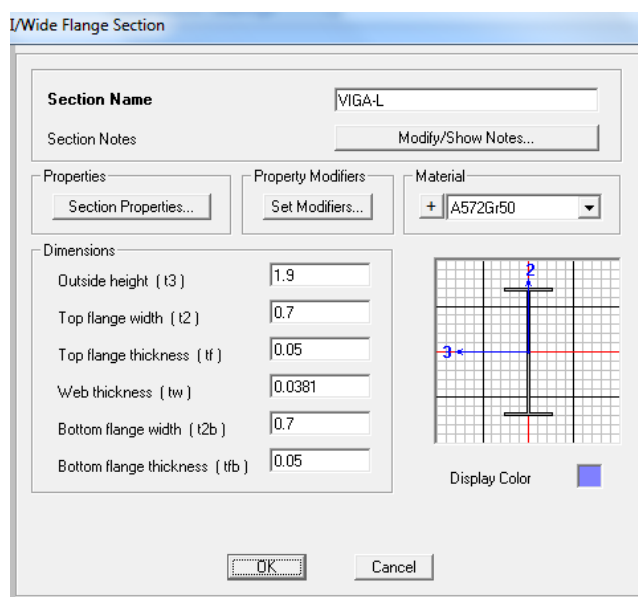 I/Wide Flange Section
Section Name VIGA-L
Section Notes Modify/Show Notes...
Properties Property Modifiers Material
Section Properties... Set Modifiers... + A572Gr50
Dimensions
Outside height ( t3 ) 1.9
Top flange width ( t2 ) 0.7
Top flange thickness ( tf ) 0.05
Web thickness ( tw ) 0.0381
Bottom flange width ( t2b ) 0.7
Bottom flange thickness ( tfb ) 0.05
2
3
Display Color
OK Cancel